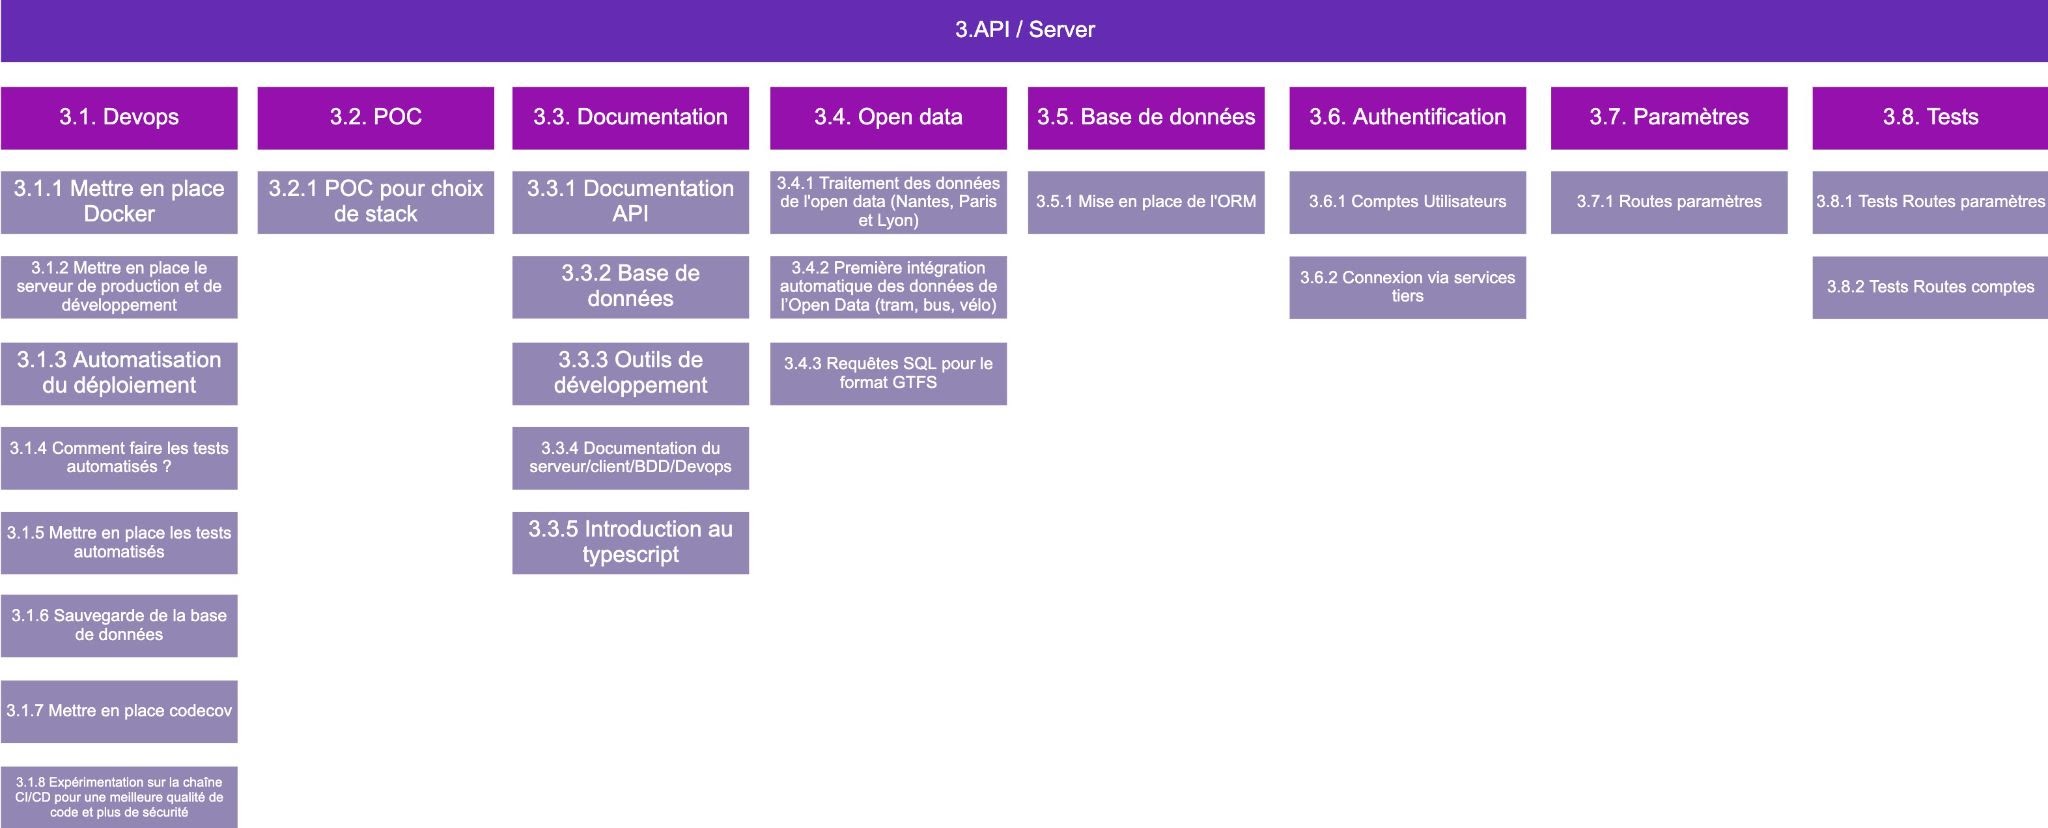 3.API / Server
3.1. Devops
3.1.1 Mettre en place
Docker
3.1.2 Mettre en place le
serveur de production et de
développement
3.1.3 Automatisation
du déploiement
3.1.4 Comment faire les tests
automatisés ?
3.1.5 Mettre en place les tests
automatisés
3.1.6 Sauvegarde de la base
de données
3.1.7 Mettre en place codecov
3.1.8 Expérimentation sur la chaîne
CI/CD pour une meilleure qualité de
code et plus de sécurité
3.2. POC
3.2.1 POC pour choix
de stack
3.3. Documentation
3.3.1 Documentation
API
3.3.2 Base de
données
3.3.3 Outils de
développement
3.3.4 Documentation du
serveur/client/BDD/Devops
3.3.5 Introduction au
typescript
3.4. Open data
3.4.1 Traitement des données
de l'open data (Nantes, Paris
et Lyon)
3.4.2 Première intégration
automatique des données de
l’Open Data (tram, bus, vélo)
3.4.3 Requêtes SQL pour le
format GTFS
3.5. Base de données
3.5.1 Mise en place de l'ORM
3.6. Authentification
3.6.1 Comptes Utilisateurs
3.6.2 Connexion via services
tiers
3.7. Paramètres
3.7.1 Routes paramètres
3.8. Tests
3.8.1 Tests Routes paramètres
3.8.2 Tests Routes comptes